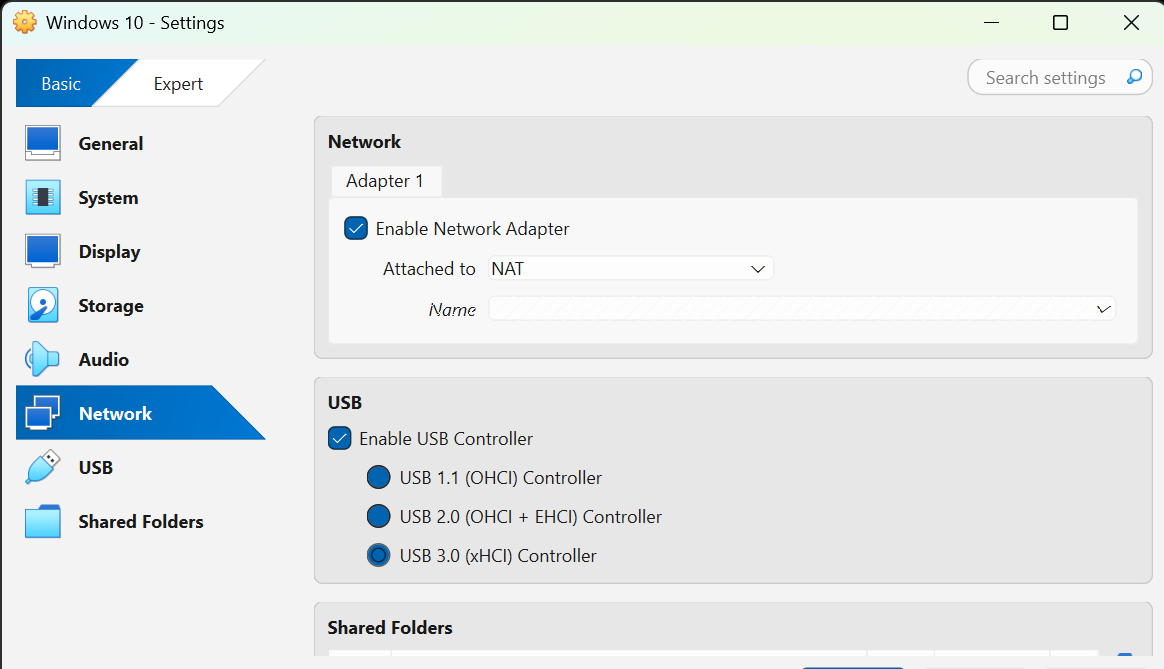 Windows 10 - Settings
Basic
Expert
Search settings
General
System
Display
Storage
Audio
Network
USB
Shared Folders
Network
Adapter 1
Enable Network Adapter
Attached to NAT
Name
USB
Enable USB Controller
USB 1.1 (OHCI) Controller
USB 2.0 (OHCI + EHCI) Controller
USB 3.0 (xHCI) Controller
Shared Folders